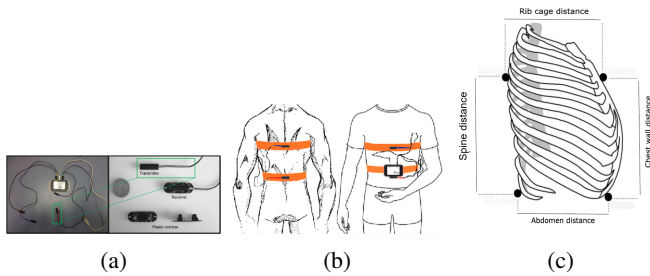 Rib cage distance
Spine distance
Chest wall distance
Transmitter
Receiver
Plastic notches
Abdomen distance
(a)
(b)
(c)